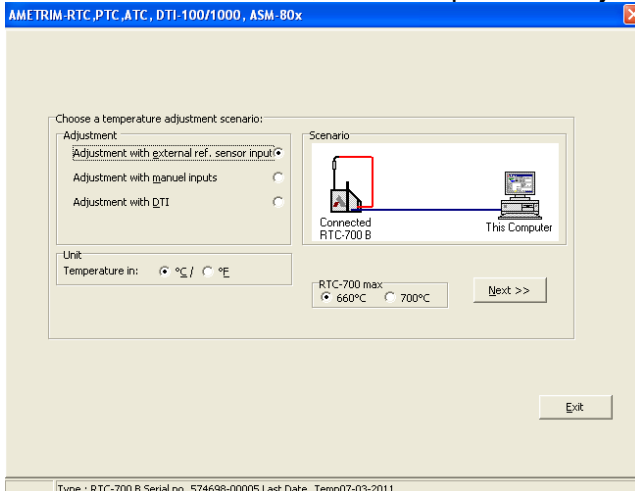 AMETRIM-RTC,PTC,ATC, DTI-100/1000, ASM-80x
Choose a temperature adjustment scenario:
Adjustment
Adjustment with external ref. sensor input
Adjustment with manuel inputs
Adjustment with DTI
Scenario
Connected
RTC-700 B
This Computer
Unit
Temperature in: °C / °F
RTC-700 max
660°C 700°C
Next >>
Exit
Type : RTC-700 B Serial no. 574698-00005 Last Date. Temp07-03-2011